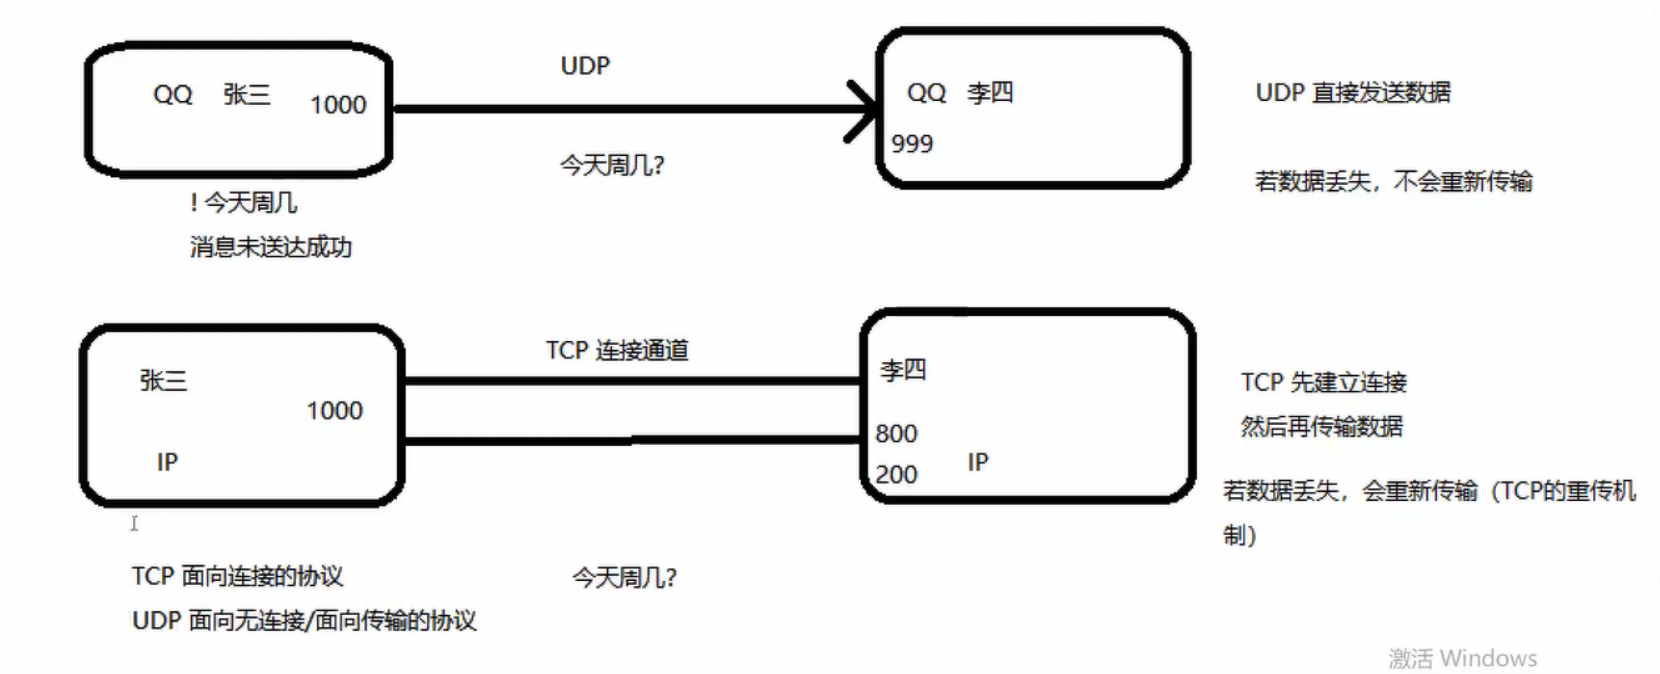 UDP
QQ 张三 1000
QQ 李四
999
UDP 直接发送数据
今天周几？
若数据丢失，不会重新传输
！今天周几
消息未送达成功
TCP 连接通道
张三
1000
IP
李四
800
200
IP
TCP 先建立连接
然后再传输数据
若数据丢失，会重新传输（TCP的重传机
制）
TCP 面向连接的协议
今天周几？
UDP 面向无连接/面向传输的协议
激活 Windows